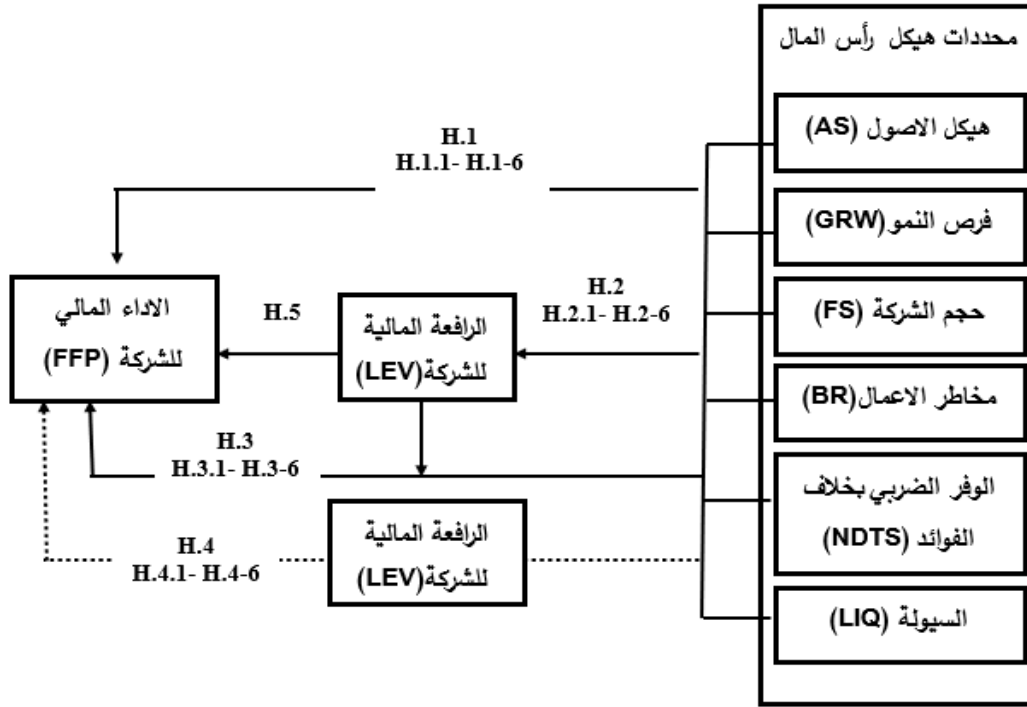 محددات هيكل رأس المال
هيكل الاصول (AS)
فرص النمو(GRW)
حجم الشركة (FS)
مخاطر الاعمال(BR)
الوفر الضربي بخلاف
الفوائد (NDTS)
السيولة (LIQ)
H.1
H.1.1- H.1-6
H.2
H.2.1- H.2-6
الرافعة المالية
للشركة(LEV)
H.5
الاداء المالي
للشركة (FFP)
H.3
H.3.1- H.3-6
الرافعة المالية
للشركة(LEV)
H.4
H.4.1- H.4-6